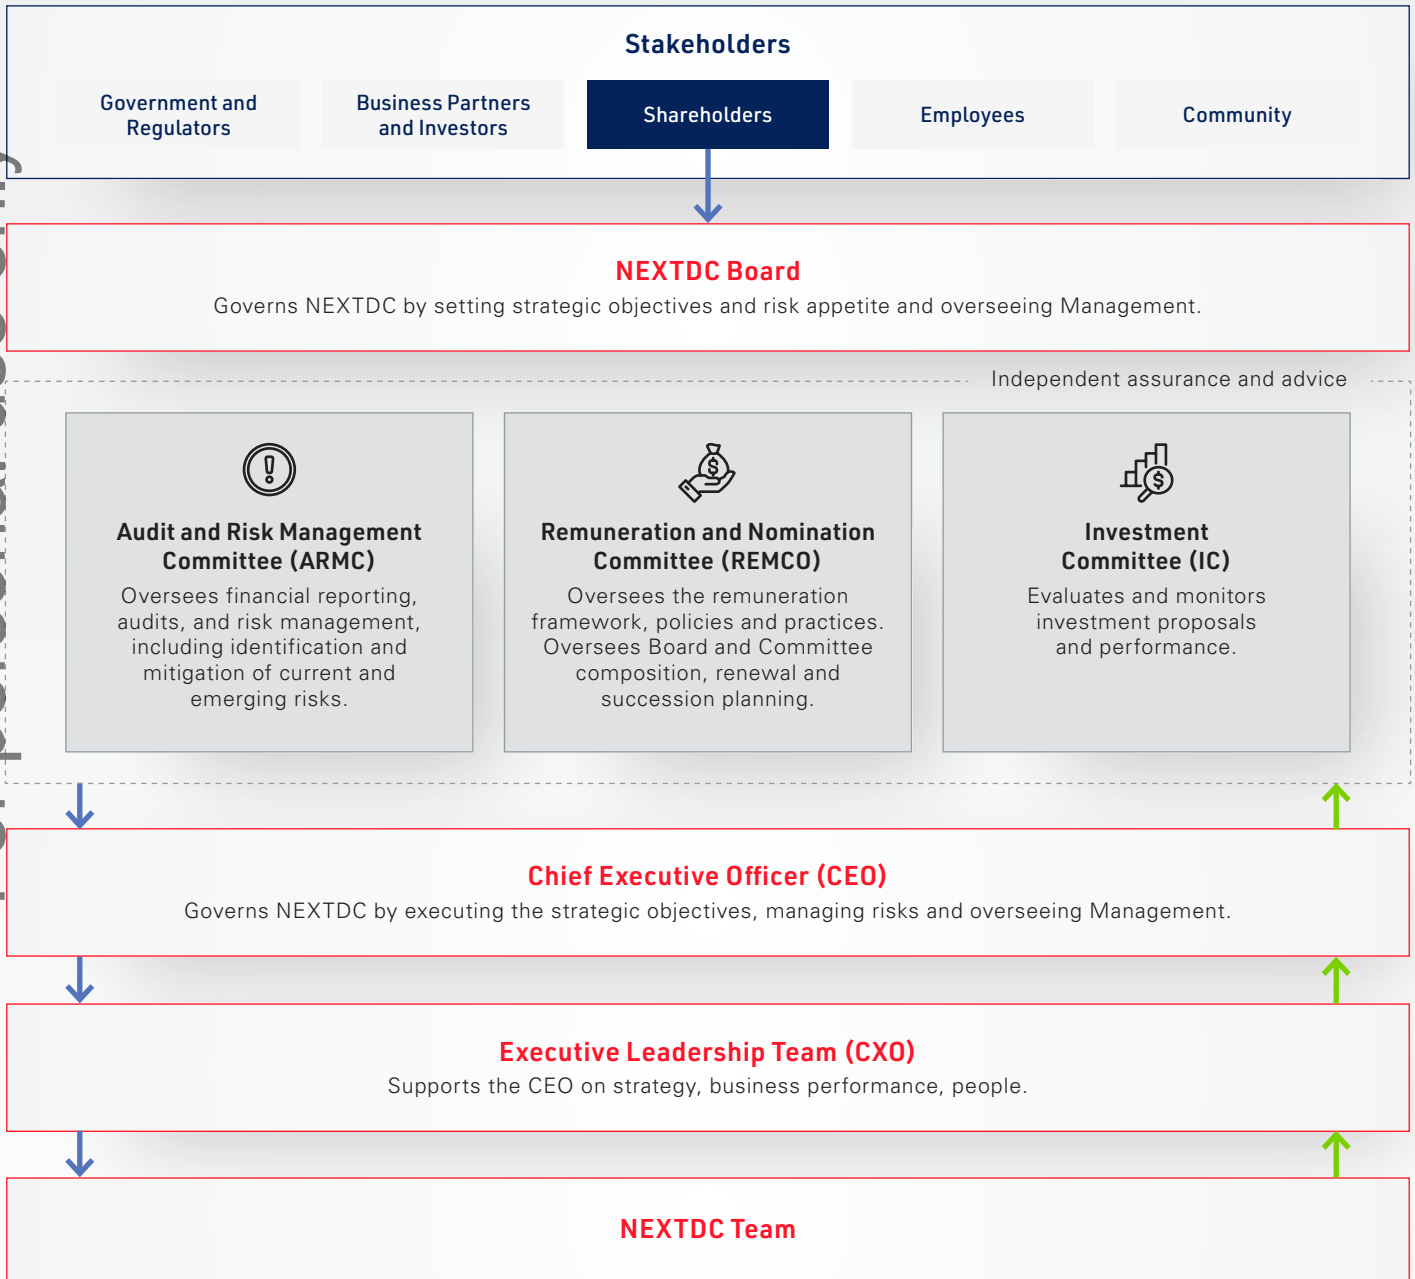 Stakeholders
Government and
Regulators
Business Partners
and Investors
Shareholders
Employees
Community
NEXTDC Board
Governs NEXTDC by setting strategic objectives and risk appetite and overseeing Management.
Independent assurance and advice
Audit and Risk Management
Committee (ARMC)
Oversees financial reporting,
audits, and risk management,
including identification and
mitigation of current and
emerging risks.
Remuneration and Nomination
Committee (REMCO)
Oversees the remuneration
framework, policies and practices.
Oversees Board and Committee
composition, renewal and
succession planning.
Investment
Committee (IC)
Evaluates and monitors
investment proposals
and performance.
Chief Executive Officer (CEO)
Governs NEXTDC by executing the strategic objectives, managing risks and overseeing Management.
Executive Leadership Team (CXO)
Supports the CEO on strategy, business performance, people.
NEXTDC Team